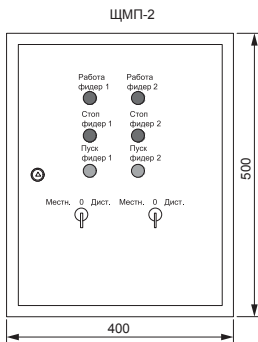 ЩМП-2
Работа
фидер 1
Работа
фидер 2
Стоп
фидер 1
Стоп
фидер 2
Пуск
фидер 1
Пуск
фидер 2
Местн. 0 Дист. Местн. 0 Дист.
500
400